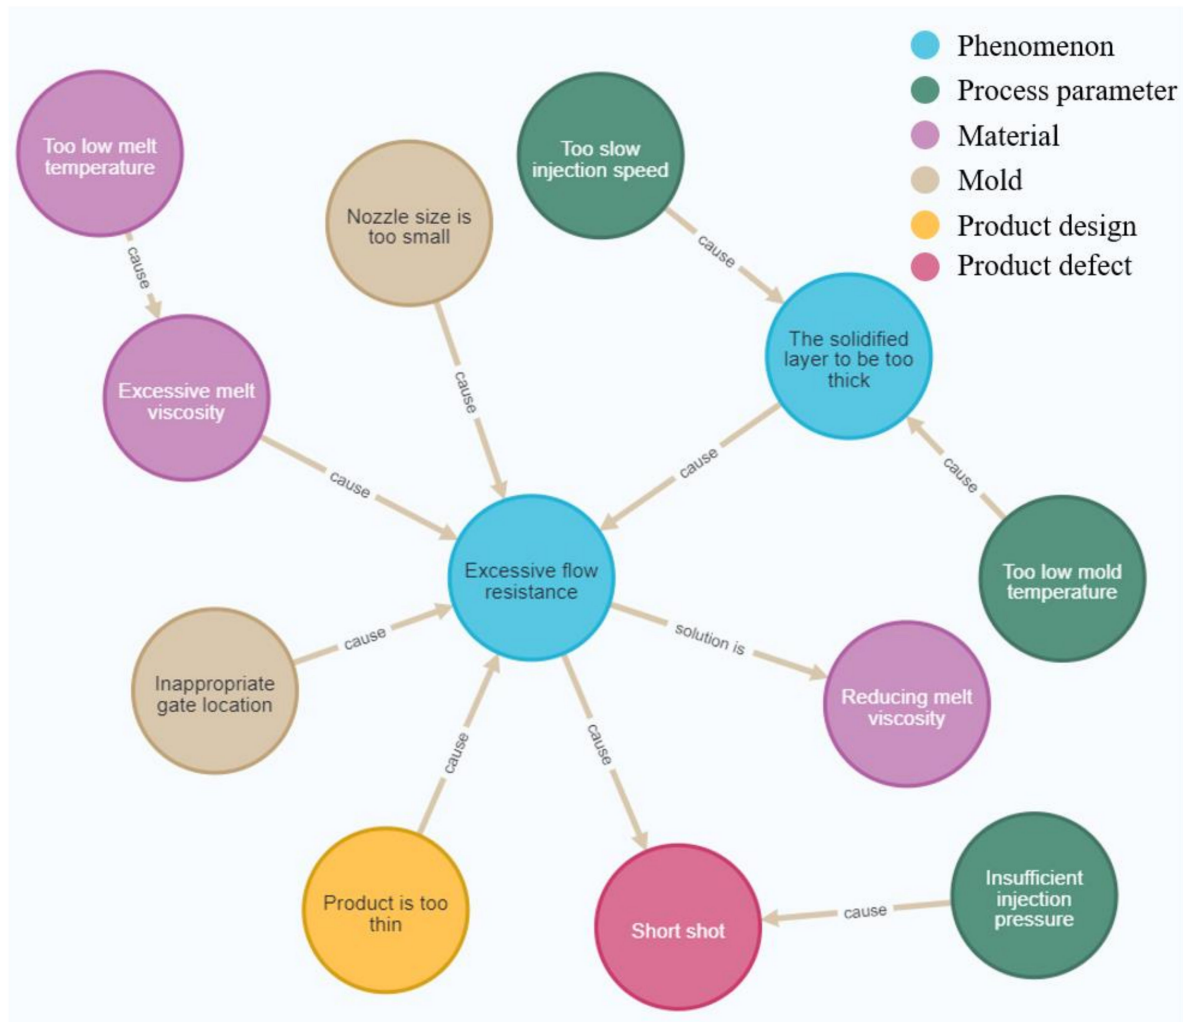 Phenomenon
Process parameter
Material
Mold
Product design
Product defect
Too low melt
temperature
Nozzle size is
too small
Too slow
injection speed
cause
cause
The solidified
layer to be too
thick
Excessive melt
viscosity
cause
cause
cause
cause
Excessive flow
resistance
Too low mold
temperature
cause
solution is
Inappropriate
gate location
Reducing melt
viscosity
cause
cause
Product is too
thin
Short shot
cause
Insufficient
injection
pressure